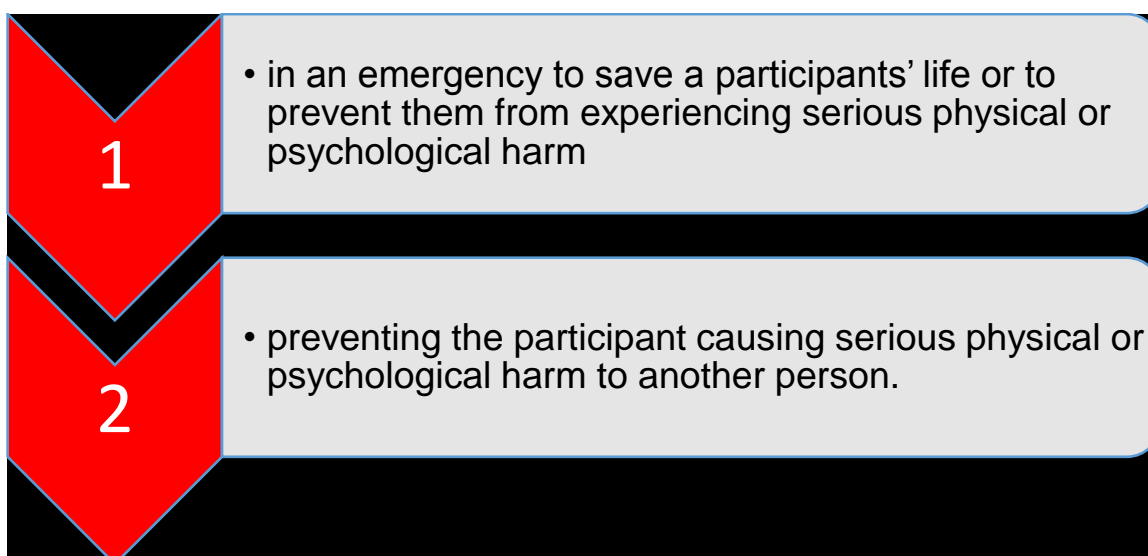 1
• in an emergency to save a participants’ life or to
prevent them from experiencing serious physical or
psychological harm
2
• preventing the participant causing serious physical or
psychological harm to another person.